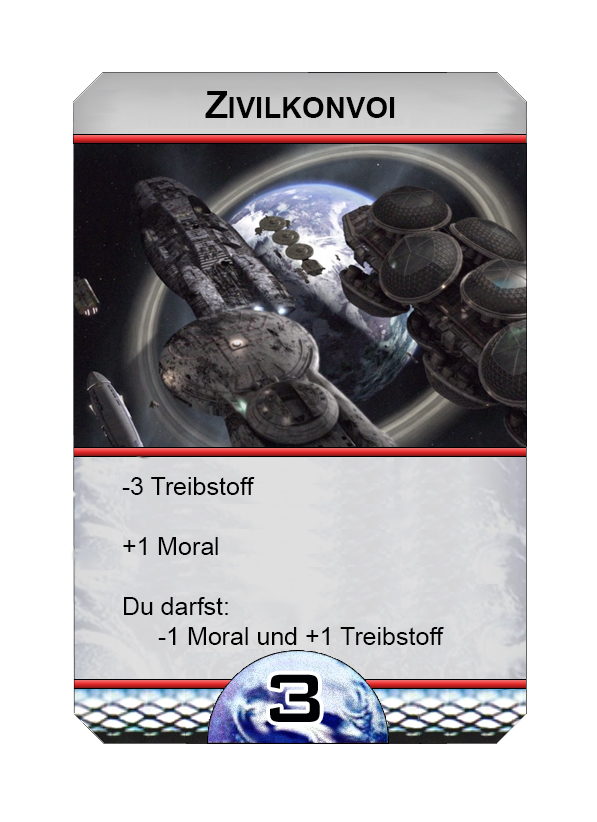 ZIVILKONVOI
-3 Treibstoff
+1 Moral
Du darfst:
-1 Moral und +1 Treibstoff
3